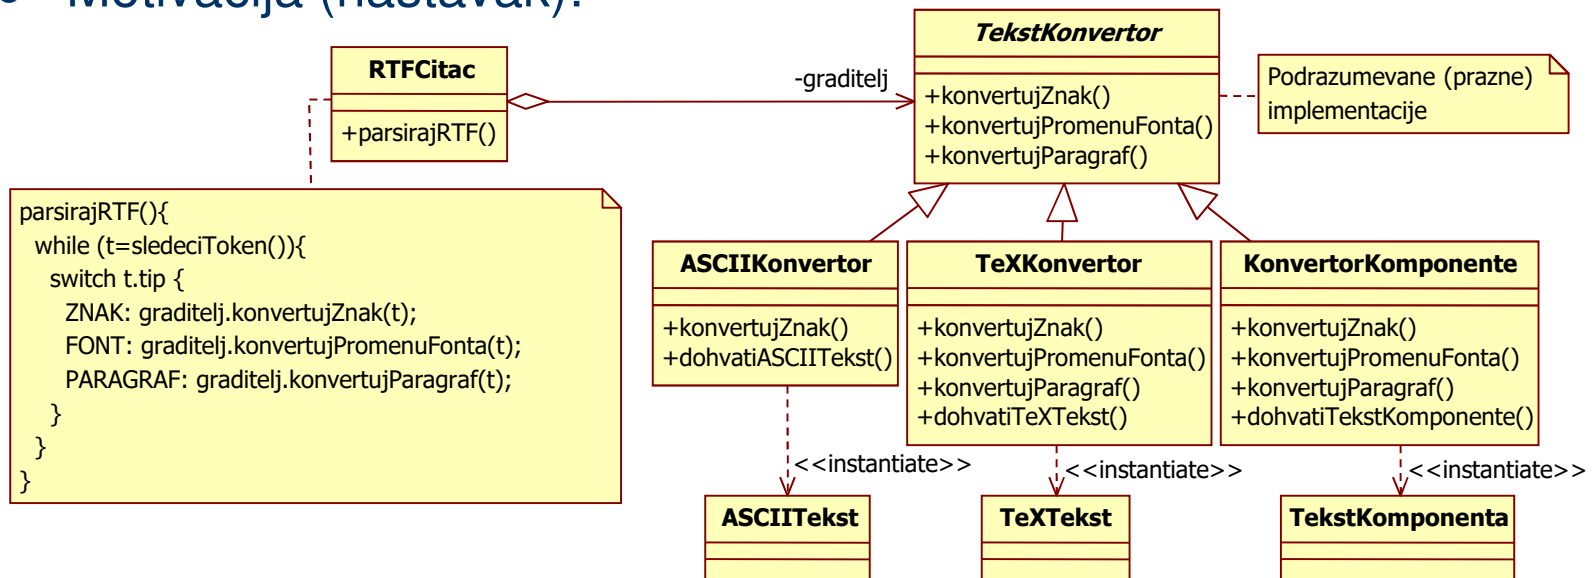 Motivacija (nastavak):
TekstKonvertor
+konvertujZnak()
+konvertujPromenuFonta()
+konvertujParagraf()
RTFCitac
+parsirajRTF()
-graditelj
Podrazumevane (prazne)
implementacije
parsirajRTF(){
while (t=sledeciToken()){
switch t.tip {
ZNAK: graditelj.konvertujZnak(t);
FONT: graditelj.konvertujPromenuFonta(t);
PARAGRAF: graditelj.konvertujParagraf(t);
}
}
}
ASCIIKonvertor
+konvertujZnak()
+dohvatiASCIITekst()
TeXKonvertor
+konvertujZnak()
+konvertujPromenuFonta()
+konvertujParagraf()
+dohvatiTeXTekst()
KonvertorKomponente
+konvertujZnak()
+konvertujPromenuFonta()
+konvertujParagraf()
+dohvatiTekstKomponente()
<<instantiate>>
<<instantiate>>
<<instantiate>>
ASCIITekst
TeXTekst
TekstKomponenta